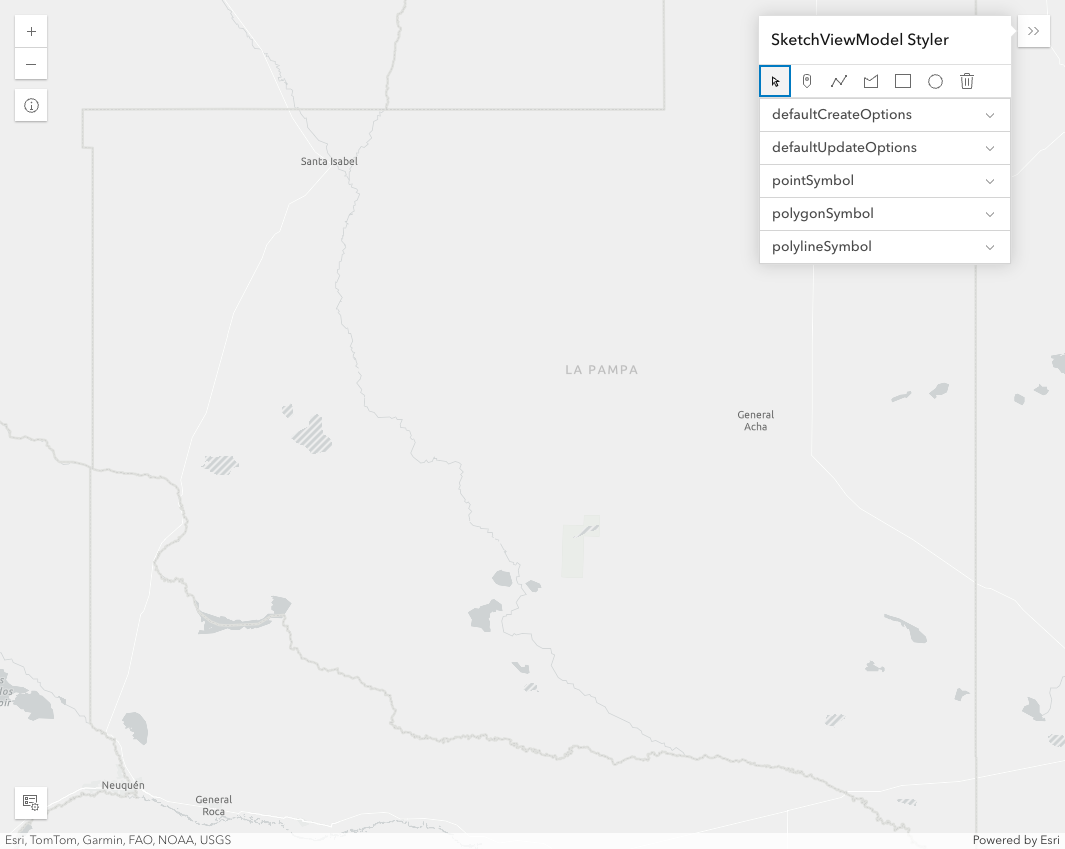 SketchViewModel Styler
defaultCreateOptions
defaultUpdateOptions
pointSymbol
polygonSymbol
polylineSymbol
Santa Isabel
LA PAMPA
General
Acha
Neuquén
General
Roca
Esri, TomTom, Garmin, FAO, NOAA, USGS
Powered by Esri